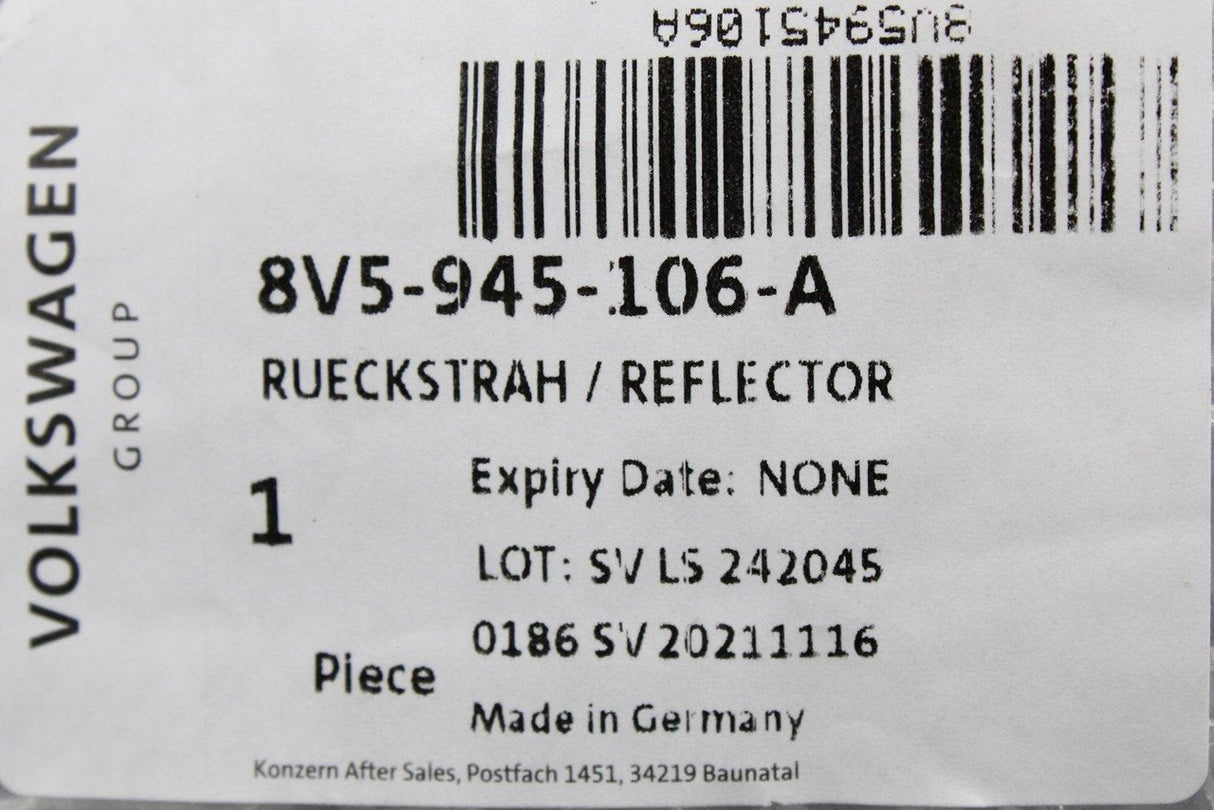 8V5945106A
8V5-945-106-A
RUECKSTRAH / REFLECTOR
1 Piece
Expiry Date: NONE
LOT: SV LS 242045
0186 SV 20211116
Made in Germany
Konzern After Sales, Postfach 1451, 34219 Baunatal
VOLKSWAGEN
GROUP